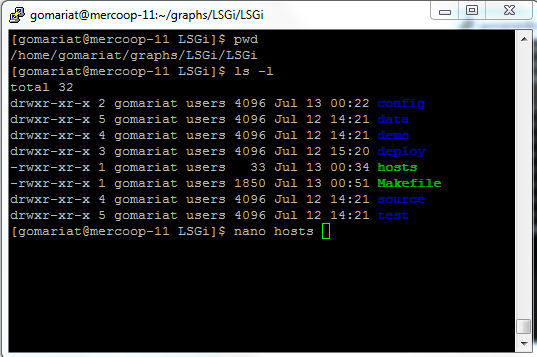 gomariat@mercoop-11:~/graphs/LSGi/LSGi
[gomariat@mercoop-11 LSGi]$ pwd
/home/gomariat/graphs/LSGi/LSGi
[gomariat@mercoop-11 LSGi]$ ls -l
total 32
drwxr-xr-x 2 gomariat users 4096 Jul 13 00:22 config
drwxr-xr-x 5 gomariat users 4096 Jul 12 14:21 data
drwxr-xr-x 4 gomariat users 4096 Jul 12 14:21 demo
drwxr-xr-x 3 gomariat users 4096 Jul 12 15:20 deploy
-rwxr-xr-x 1 gomariat users   33 Jul 13 00:34 hosts
-rwxr-xr-x 1 gomariat users 1850 Jul 13 00:51 Makefile
drwxr-xr-x 4 gomariat users 4096 Jul 12 14:21 source
drwxr-xr-x 5 gomariat users 4096 Jul 12 14:21 test
[gomariat@mercoop-11 LSGi]$ nano hosts